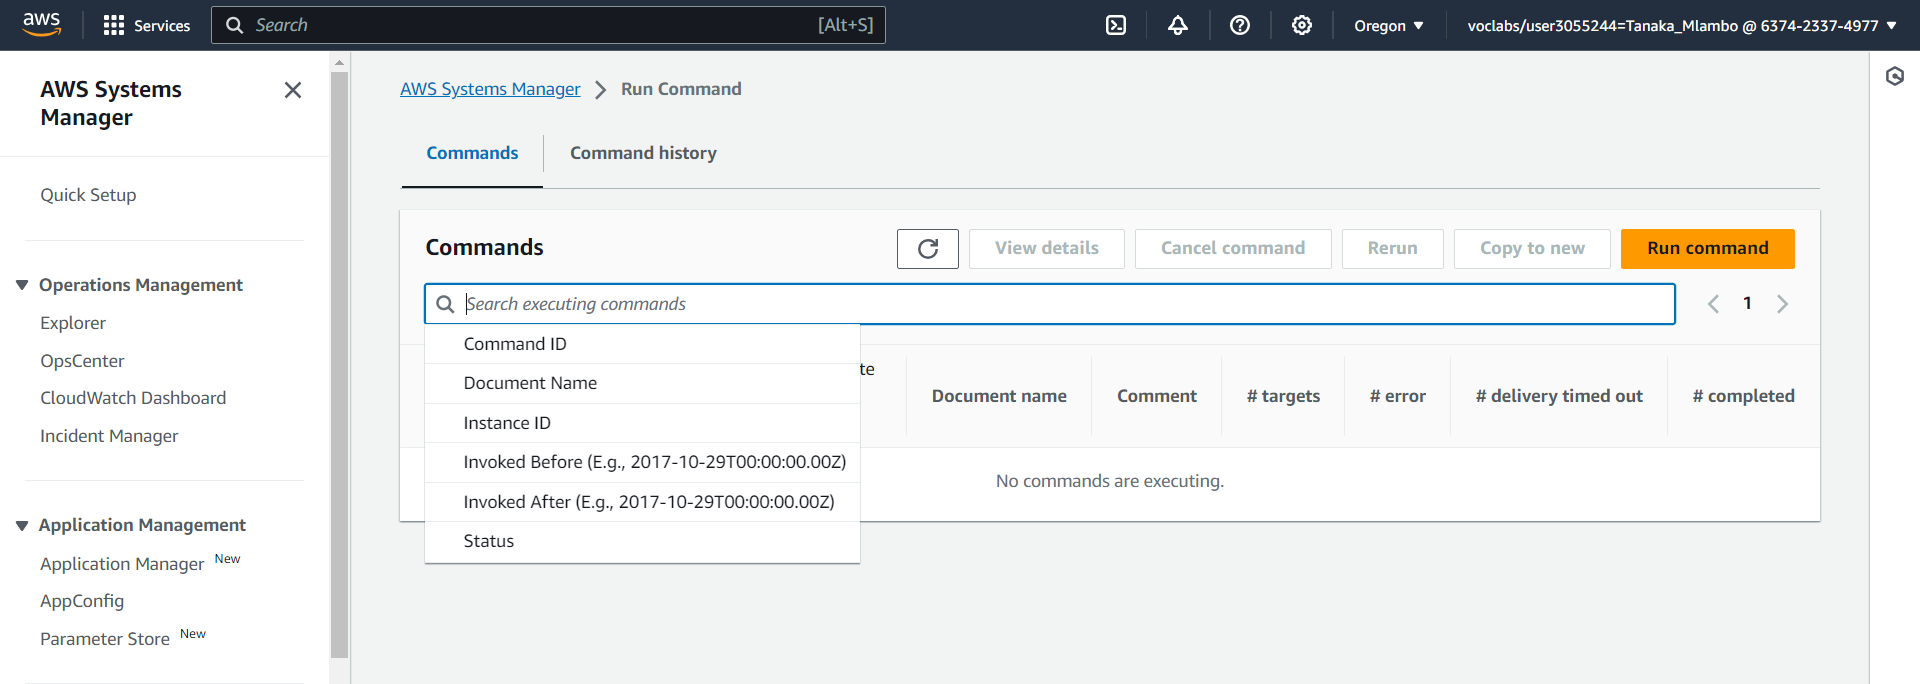 aws
Services
Search
[Alt+S]
Oregon
voclabs/user3055244=Tanaka_Mlambo @ 6374-2337-4977
AWS Systems
Manager
Quick Setup
Operations Management
Explorer
OpsCenter
CloudWatch Dashboard
Incident Manager
Application Management
Application Manager New
AppConfig
Parameter Store New
AWS Systems Manager
Run Command
Commands
Command history
Commands
View details
Cancel command
Rerun
Copy to new
Run command
Search executing commands
1
Command ID
Document Name
Instance ID
Invoked Before (E.g., 2017-10-29T00:00:00.00Z)
Invoked After (E.g., 2017-10-29T00:00:00.00Z)
Status
te
Document name
Comment
# targets
# error
# delivery timed out
# completed
No commands are executing.